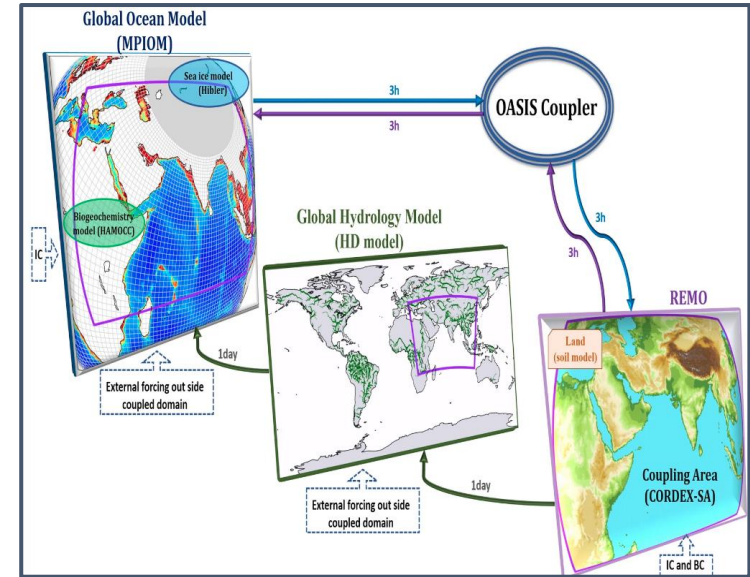 Global Ocean Model
(MPIOM)
Sea ice model
(Hibler)
3h
3h
OASIS Coupler
Biogeochemistry
model (HAMOCC)
IC
Global Hydrology Model
(HD model)
3h
3h
REMO
Land
(soil model)
1day
External forcing out side
coupled domain
Coupling Area
(CORDEX-SA)
1day
External forcing out side
coupled domain
IC and BC